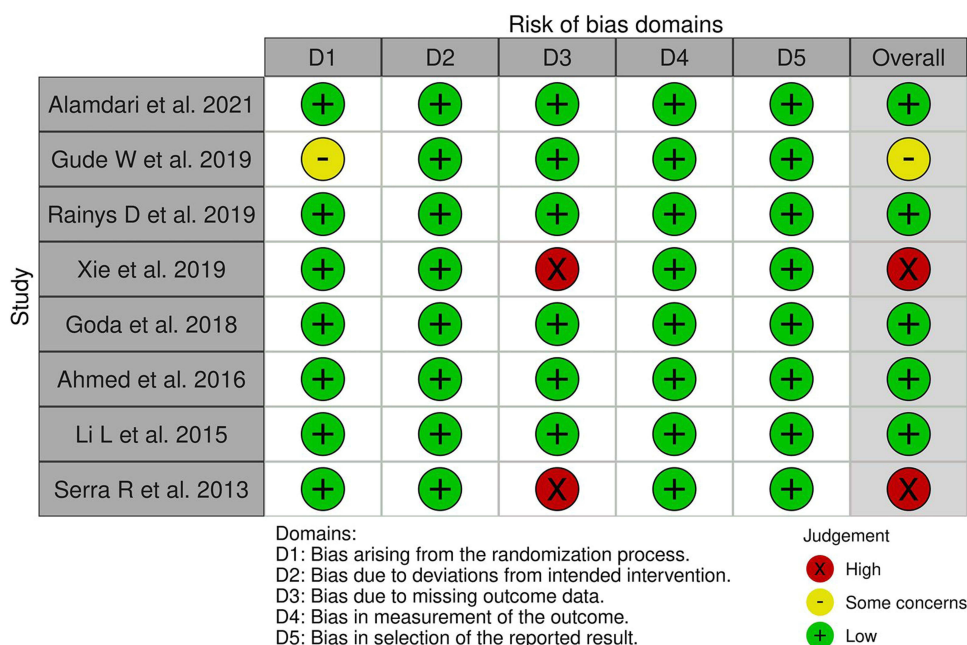 Risk of bias domains
D1 D2 D3 D4 D5 Overall
Study
Alamdari et al. 2021 + + + + + +
Gude W et al. 2019 - + + + + -
Rainys D et al. 2019 + + + + + +
Xie et al. 2019 + + X + + X
Goda et al. 2018 + + + + + +
Ahmed et al. 2016 + + + + + +
Li L et al. 2015 + + + + + +
Serra R et al. 2013 + + X + + X
Domains:
D1: Bias arising from the randomization process.
D2: Bias due to deviations from intended intervention.
D3: Bias due to missing outcome data.
D4: Bias in measurement of the outcome.
D5: Bias in selection of the reported result.
Judgement
X High
- Some concerns
+ Low